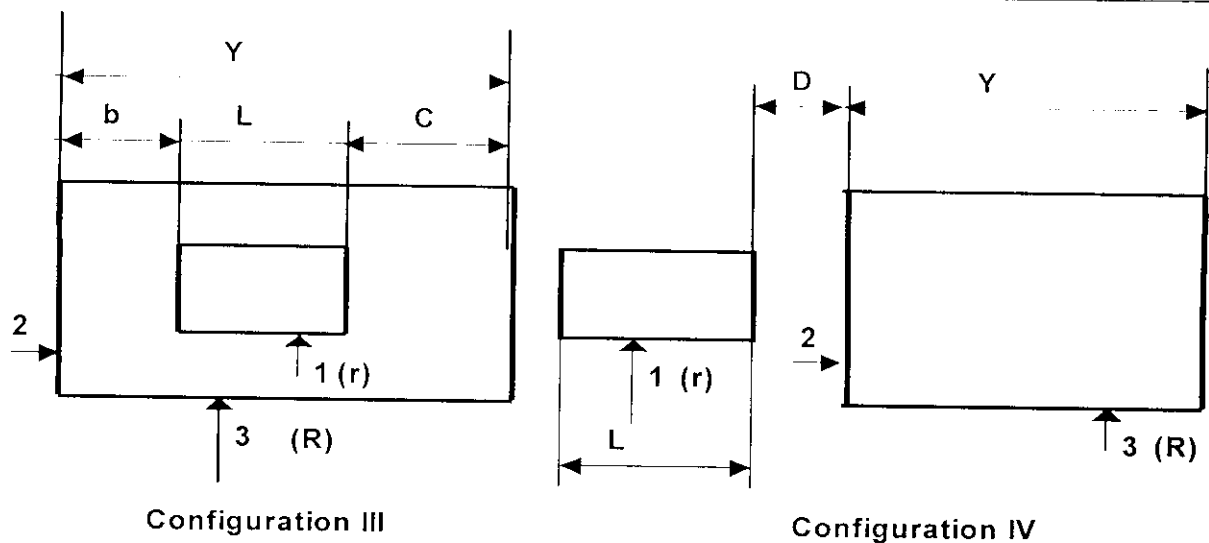 Y
b L C
2
1 (r)
3 (R)
Configuration III
D Y
1 (r)
2
L
3 (R)
Configuration IV